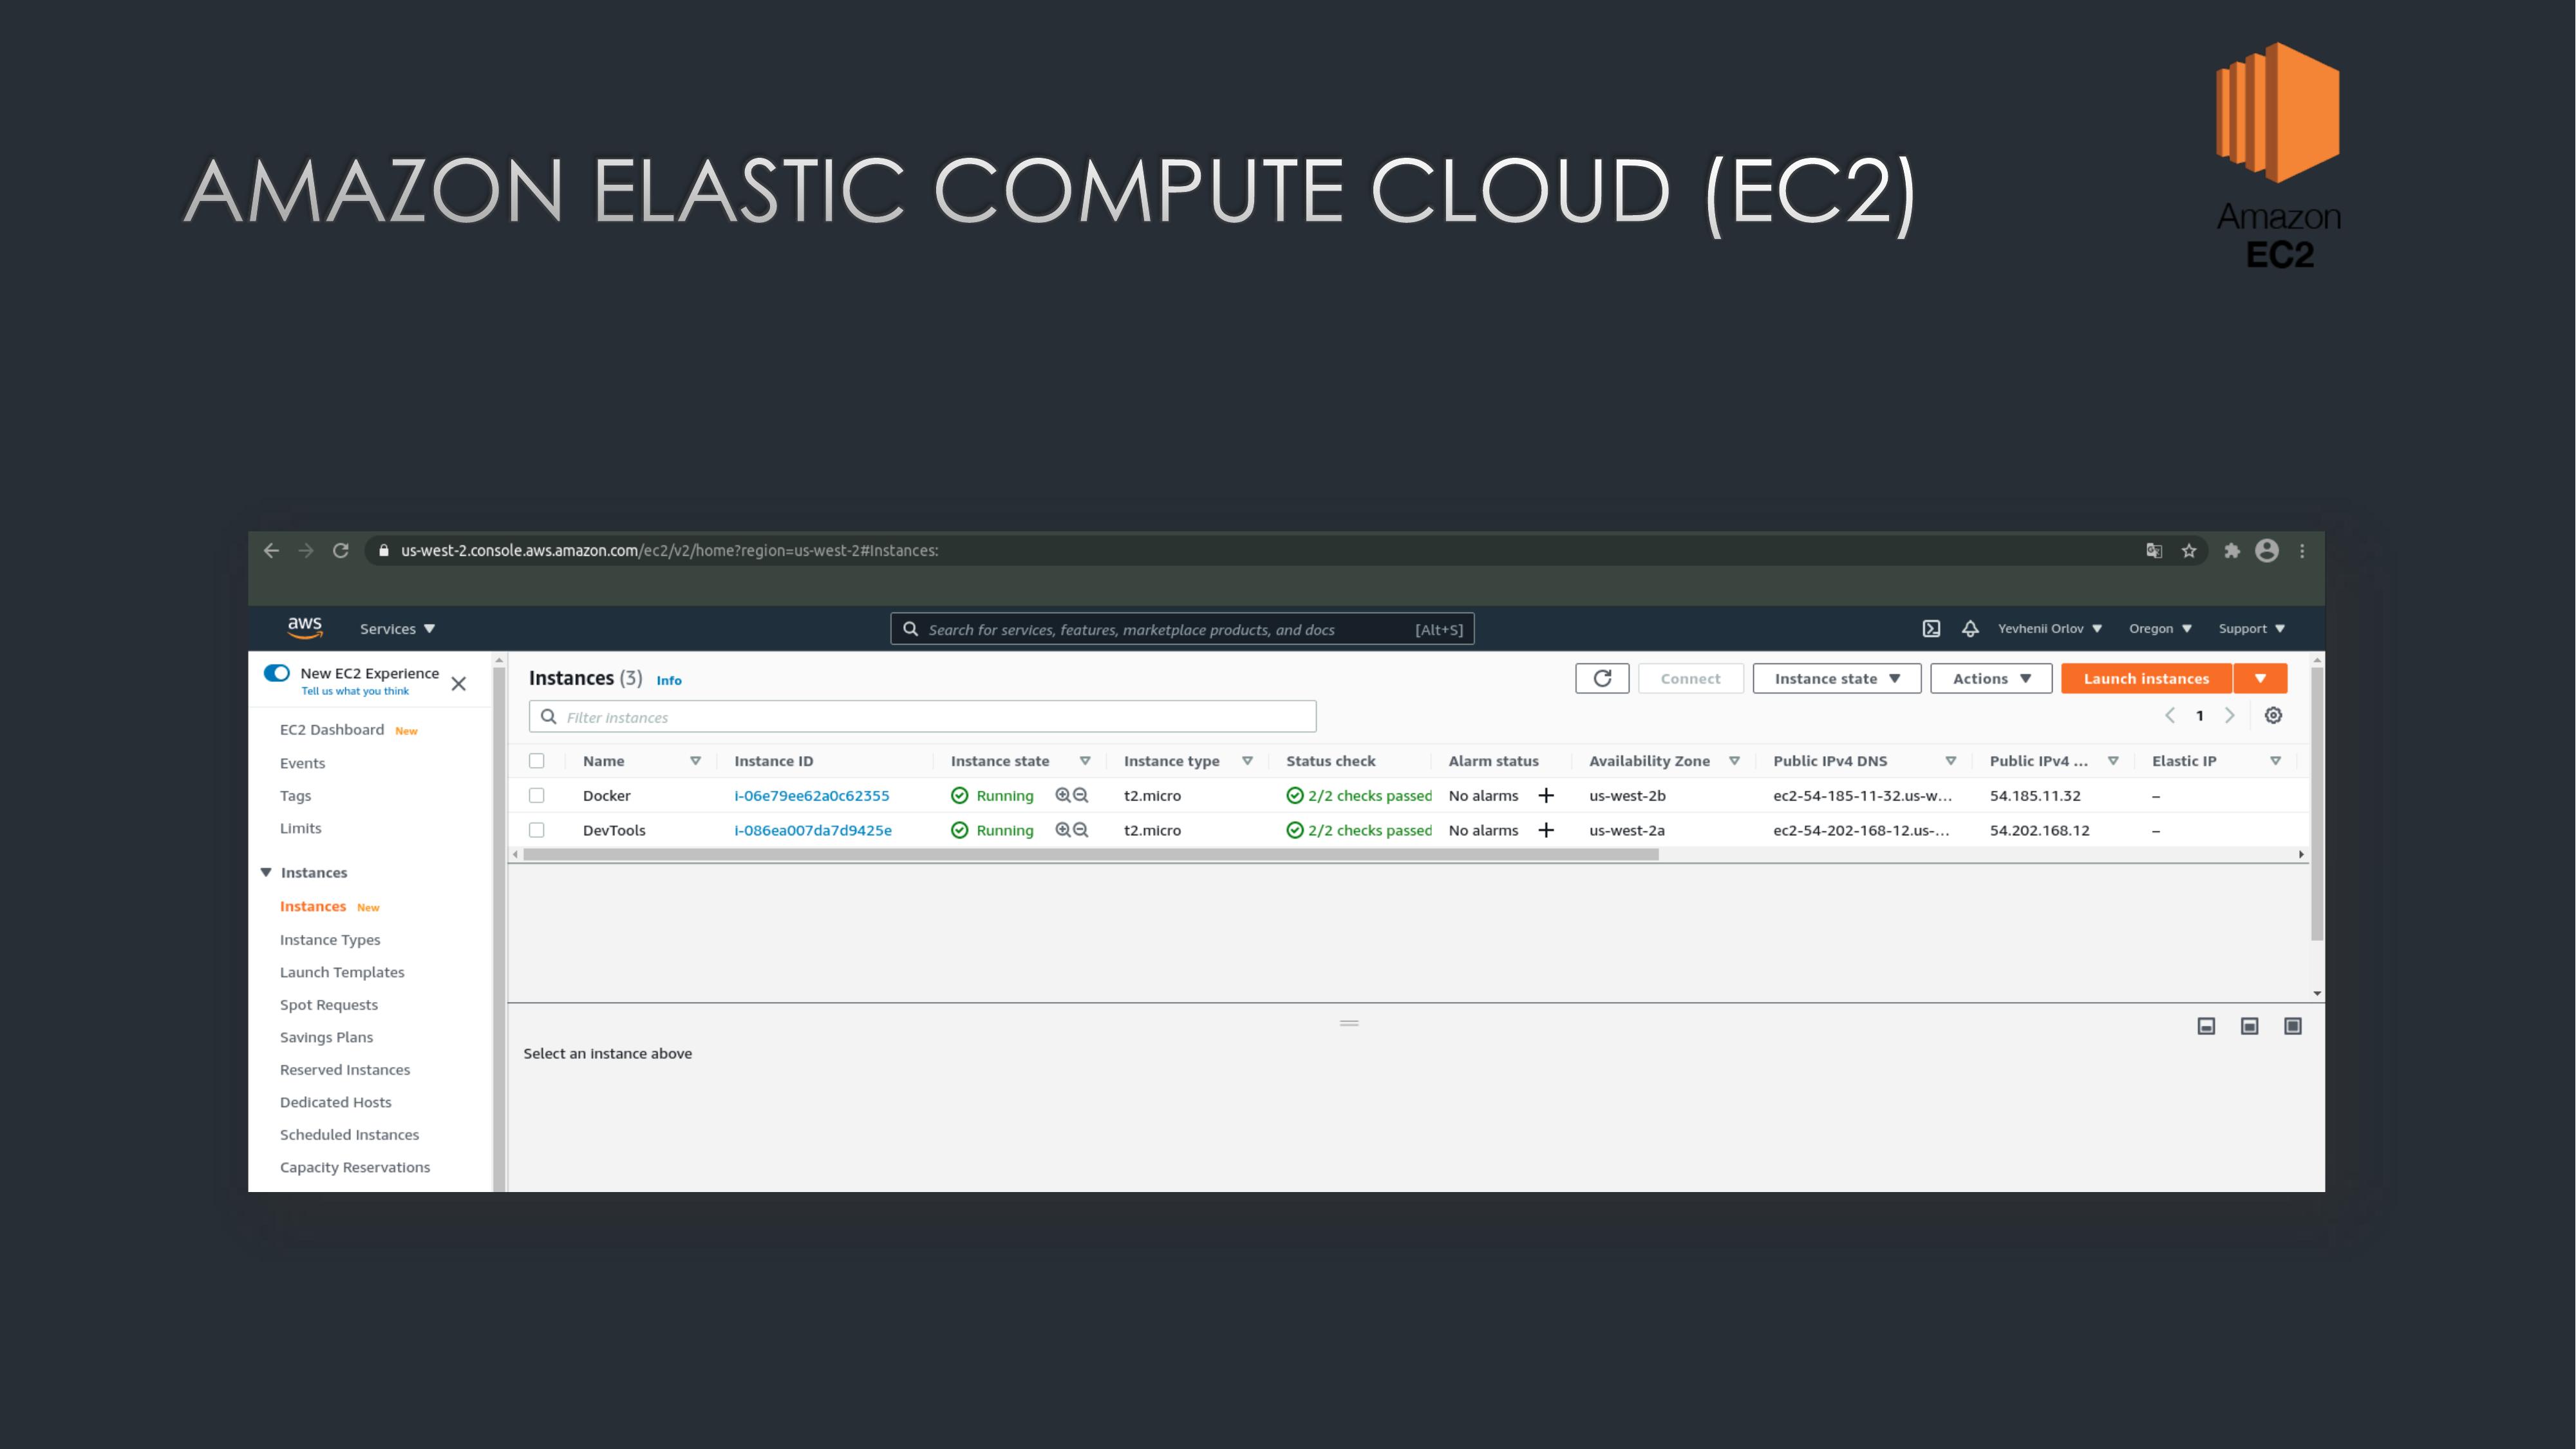 AMAZON ELASTIC COMPUTE CLOUD (EC2)
Amazon
EC2
us-west-2.console.aws.amazon.com/ec2/v2/home?region=us-west-2#Instances:
aws Services Search for services, features, marketplace products, and docs [Alt+S] Yevhenii Orlov Oregon Support
New EC2 Experience
Tell us what you think
EC2 Dashboard New
Events
Tags
Limits
Instances
Instances New
Instance Types
Launch Templates
Spot Requests
Savings Plans
Reserved Instances
Dedicated Hosts
Scheduled Instances
Capacity Reservations
Instances (3) Info Connect Instance state Actions Launch instances
Filter instances 1
Name Instance ID Instance state Instance type Status check Alarm status Availability Zone Public IPv4 DNS Public IPv4 ... Elastic IP
Docker i-06e79ee62a0c62355 Running t2.micro 2/2 checks passed No alarms + us-west-2b ec2-54-185-11-32.us-w... 54.185.11.32 –
DevTools i-086ea007da7d9425e Running t2.micro 2/2 checks passed No alarms + us-west-2a ec2-54-202-168-12.us-... 54.202.168.12 –
Select an instance above